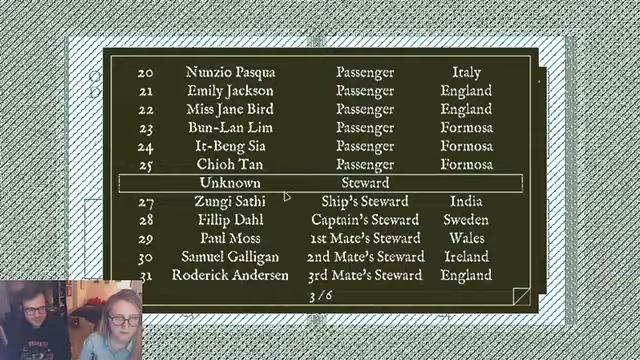 20 Nunzio Pasqua Passenger Italy
21 Emily Jackson Passenger England
22 Miss Jane Bird Passenger England
23 Bun-Lan Lim Passenger Formosa
24 It-Beng Sia Passenger Formosa
25 Chioh Tan Passenger Formosa
Unknown Steward
27 Zungi Sathi Ship's Steward India
28 Fillip Dahl Captain's Steward Sweden
29 Paul Moss 1st Mate's Steward Wales
30 Samuel Galligan 2nd Mate's Steward Ireland
31 Roderick Andersen 3rd Mate's Steward England
3/6